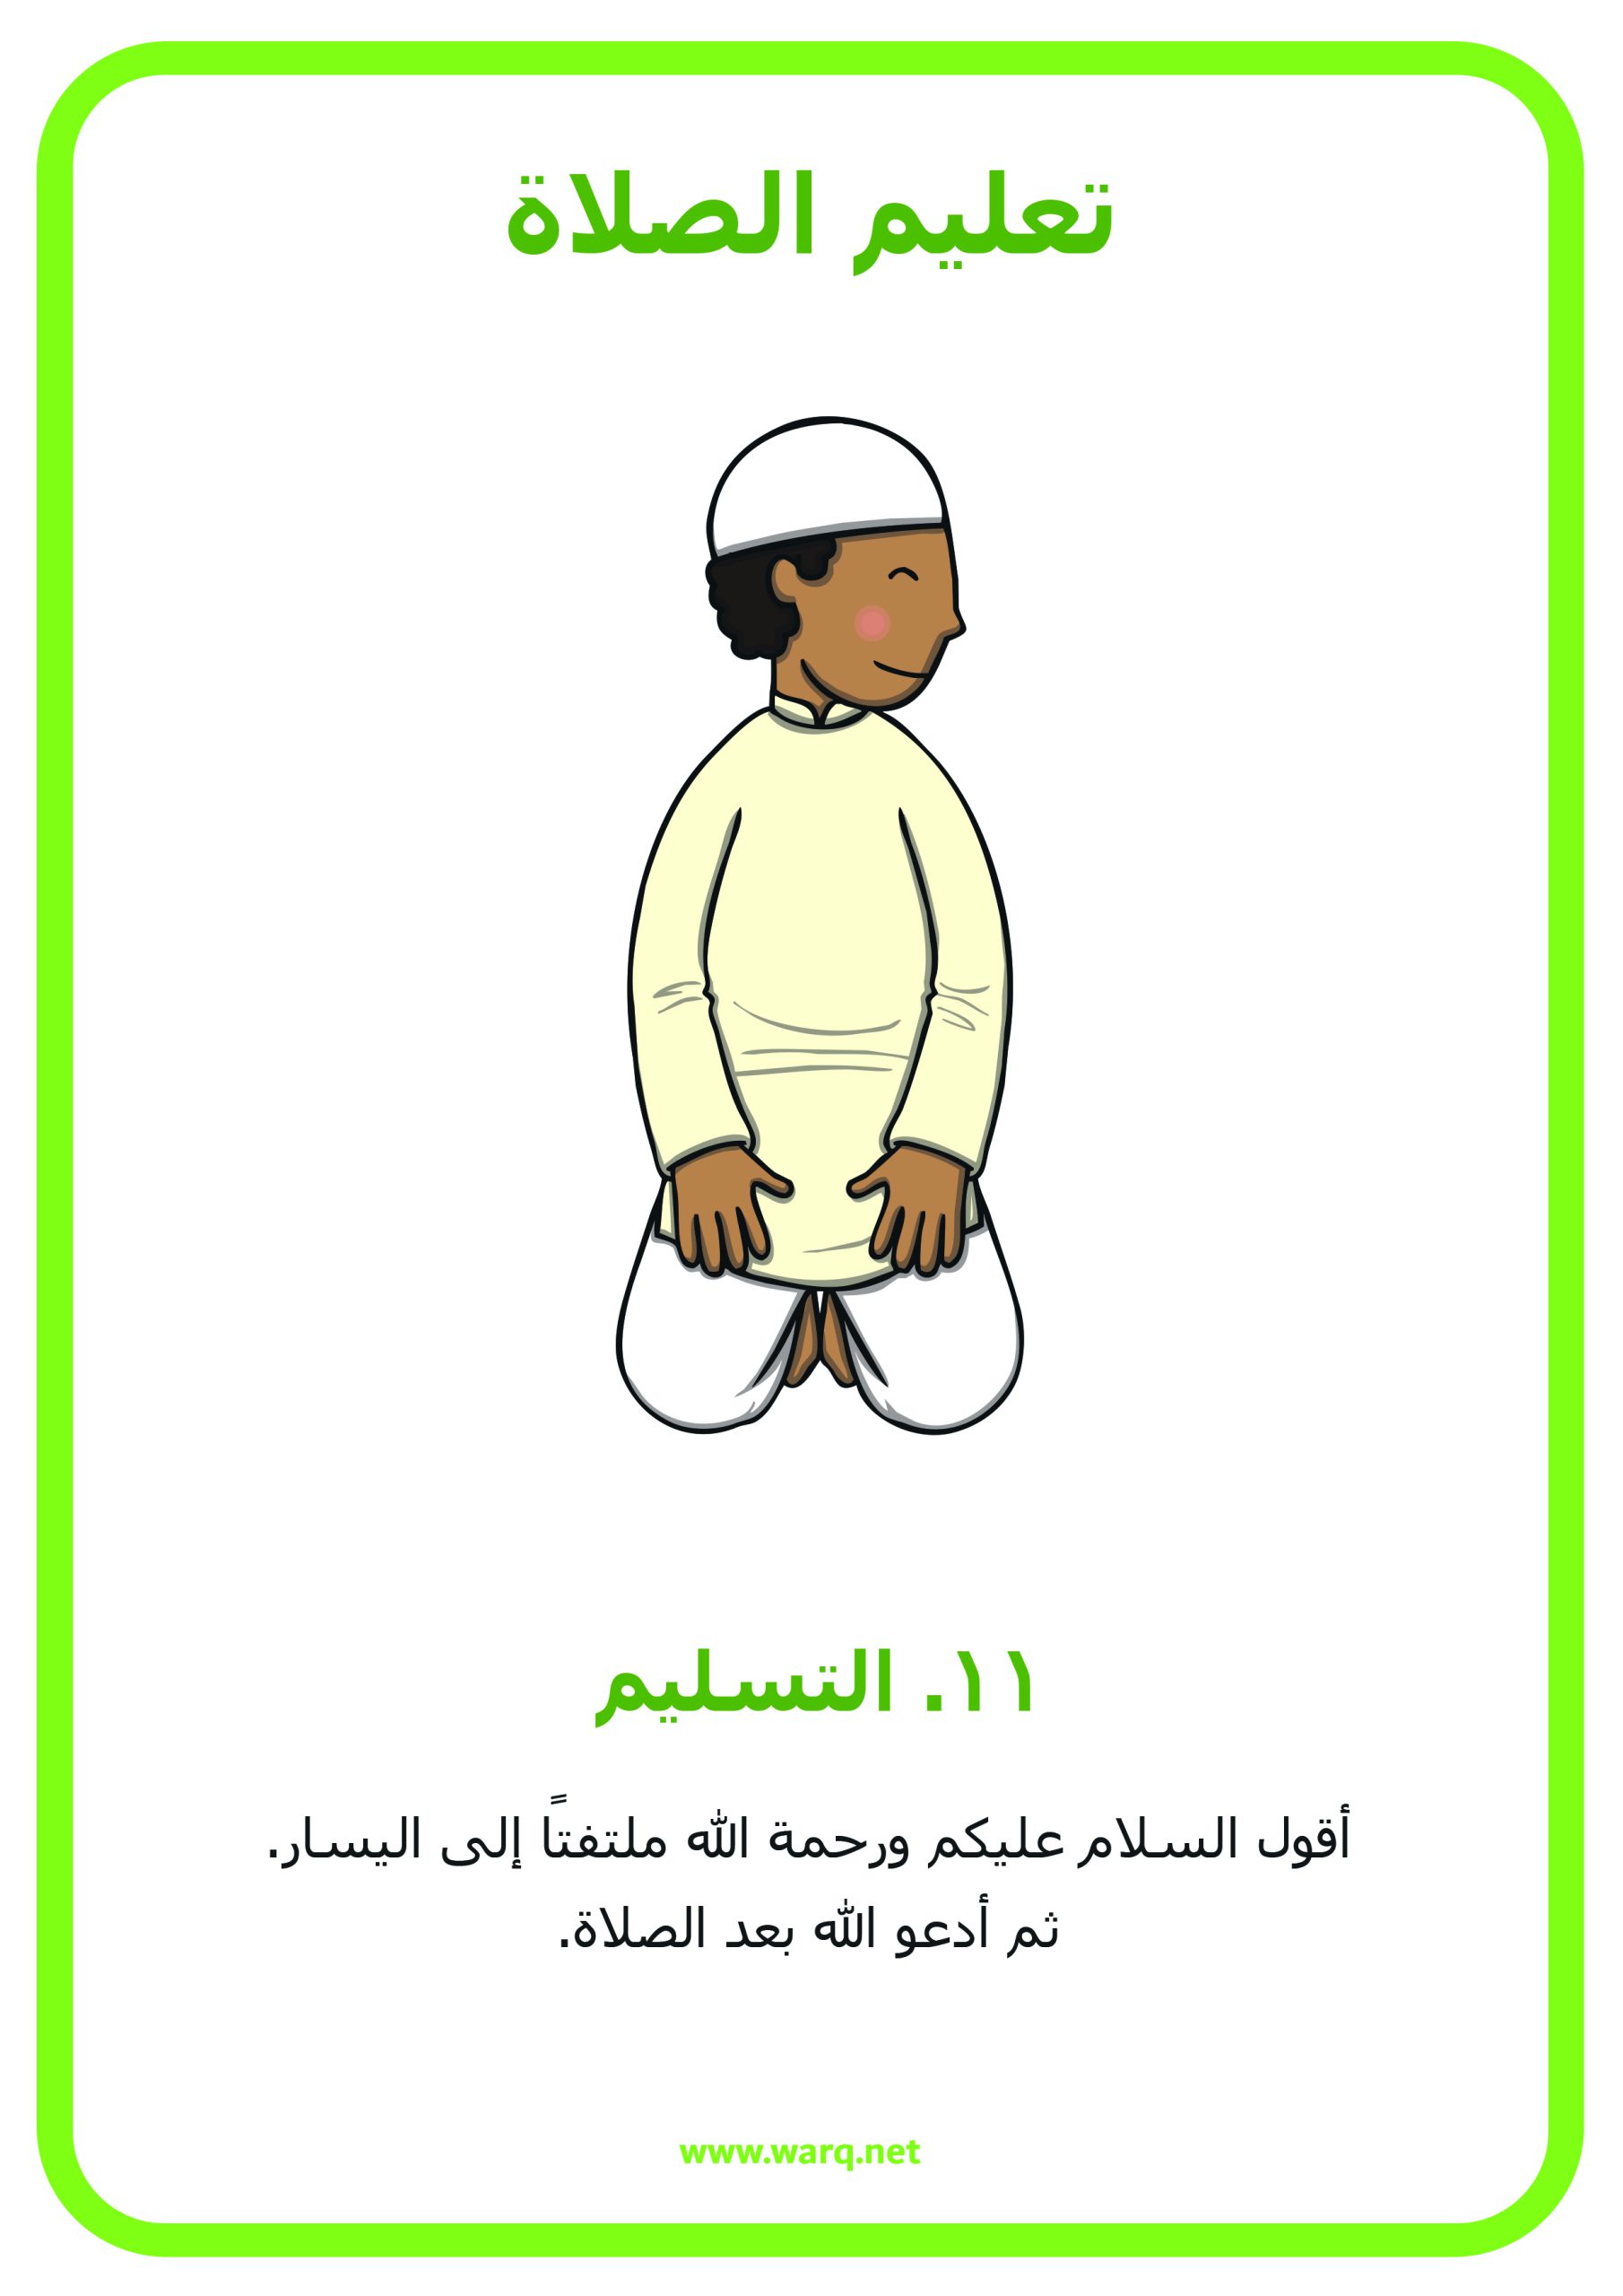 تعليم الصلاة
١١. التسليم
أقول السلام عليكم ورحمة الله ملتفتاً إلى اليسار.
ثم أدعو الله بعد الصلاة.
www.warq.net